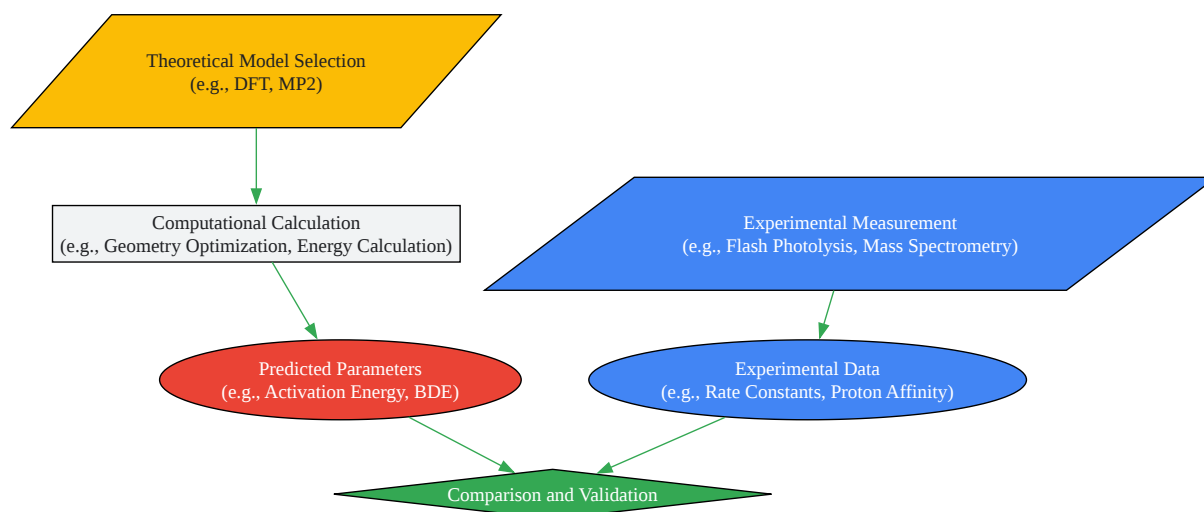 Theoretical Model Selection
(e.g., DFT, MP2)
Computational Calculation
(e.g., Geometry Optimization, Energy Calculation)
Experimental Measurement
(e.g., Flash Photolysis, Mass Spectrometry)
Predicted Parameters
(e.g., Activation Energy, BDE)
Experimental Data
(e.g., Rate Constants, Proton Affinity)
Comparison and Validation